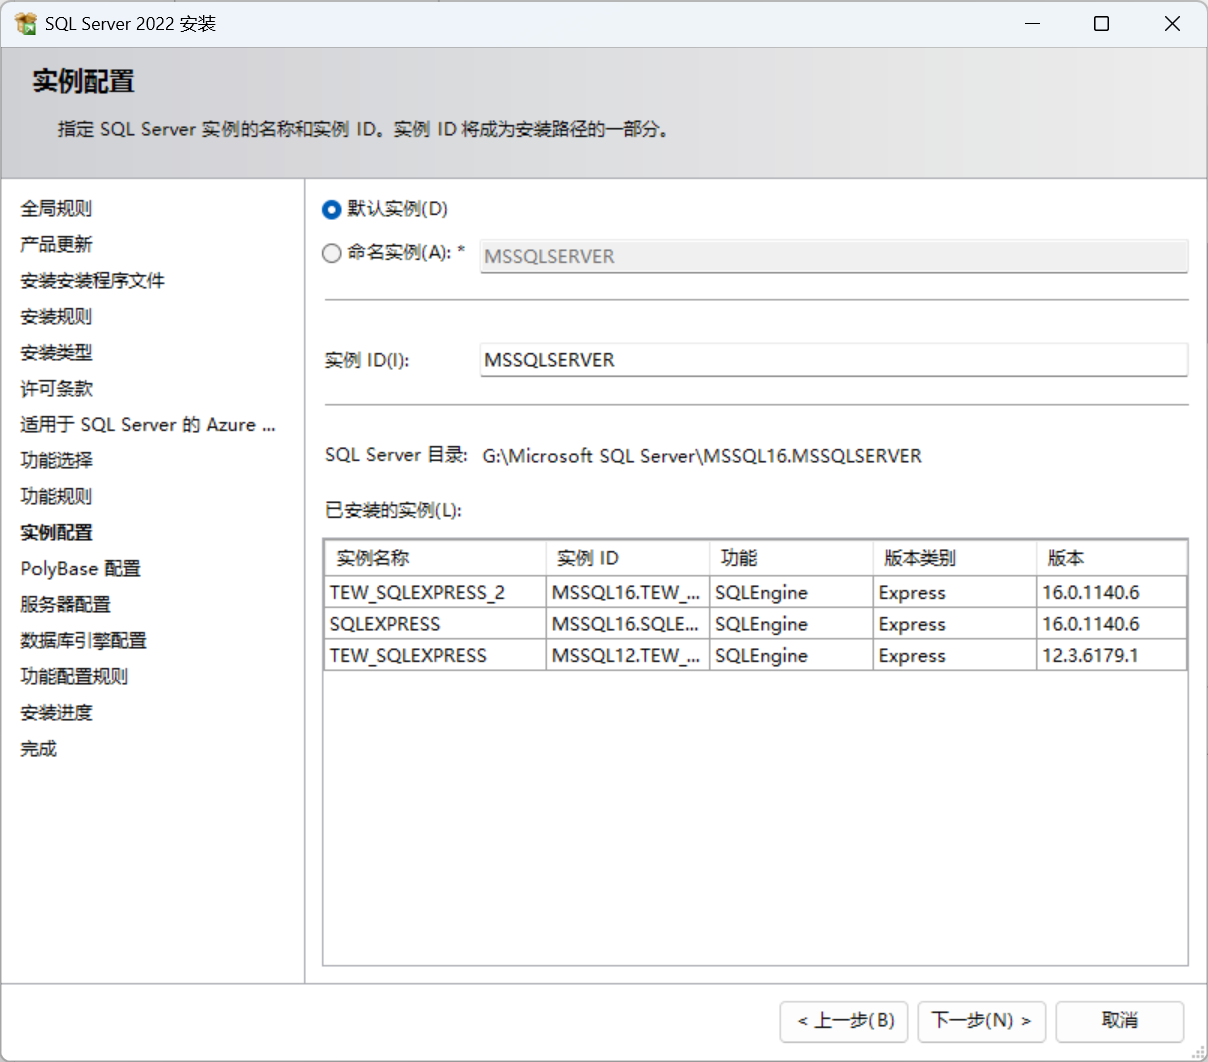 SQL Server 2022 安装
实例配置
指定 SQL Server 实例的名称和实例 ID。实例 ID 将成为安装路径的一部分。
全局规则
产品更新
安装安装程序文件
安装规则
安装类型
许可条款
适用于 SQL Server 的 Azure ...
功能选择
功能规则
实例配置
PolyBase 配置
服务器配置
数据库引擎配置
功能配置规则
安装进度
完成
默认实例(D)
命名实例(A): * MSSQLSERVER
实例 ID(I): MSSQLSERVER
SQL Server 目录: G:\Microsoft SQL Server\MSSQL16.MSSQLSERVER
已安装的实例(L):
实例名称 实例 ID 功能 版本类别 版本
TEW_SQLEXPRESS_2 MSSQL16.TEW_... SQLEngine Express 16.0.1140.6
SQLEXPRESS MSSQL16.SQLE... SQLEngine Express 16.0.1140.6
TEW_SQLEXPRESS MSSQL12.TEW_... SQLEngine Express 12.3.6179.1
< 上一步(B) 下一步(N) > 取消